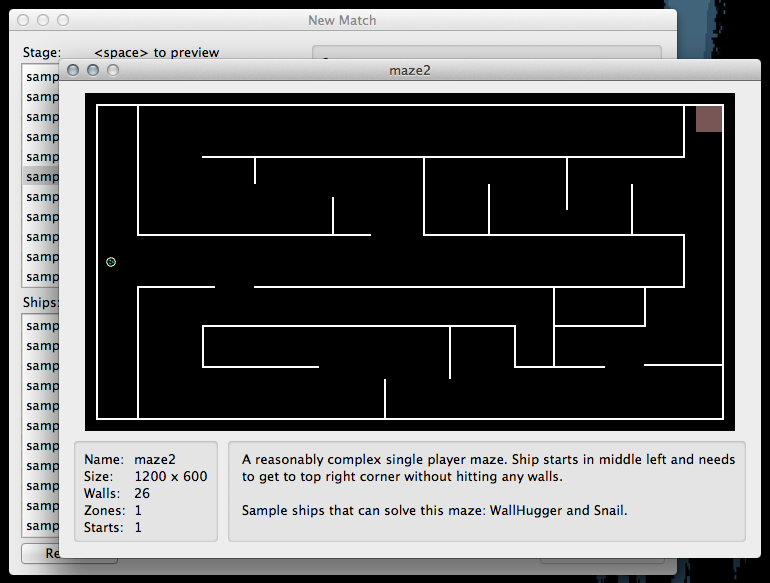 New Match
Stage: <space> to preview
maze2
samp
samp
samp
samp
samp
samp
samp
samp
samp
samp
samp
Ships:
samp
samp
samp
samp
samp
samp
samp
samp
samp
samp
samp
Re
Name: maze2
Size: 1200 x 600
Walls: 26
Zones: 1
Starts: 1
A reasonably complex single player maze. Ship starts in middle left and needs
to get to top right corner without hitting any walls.
Sample ships that can solve this maze: WallHugger and Snail.